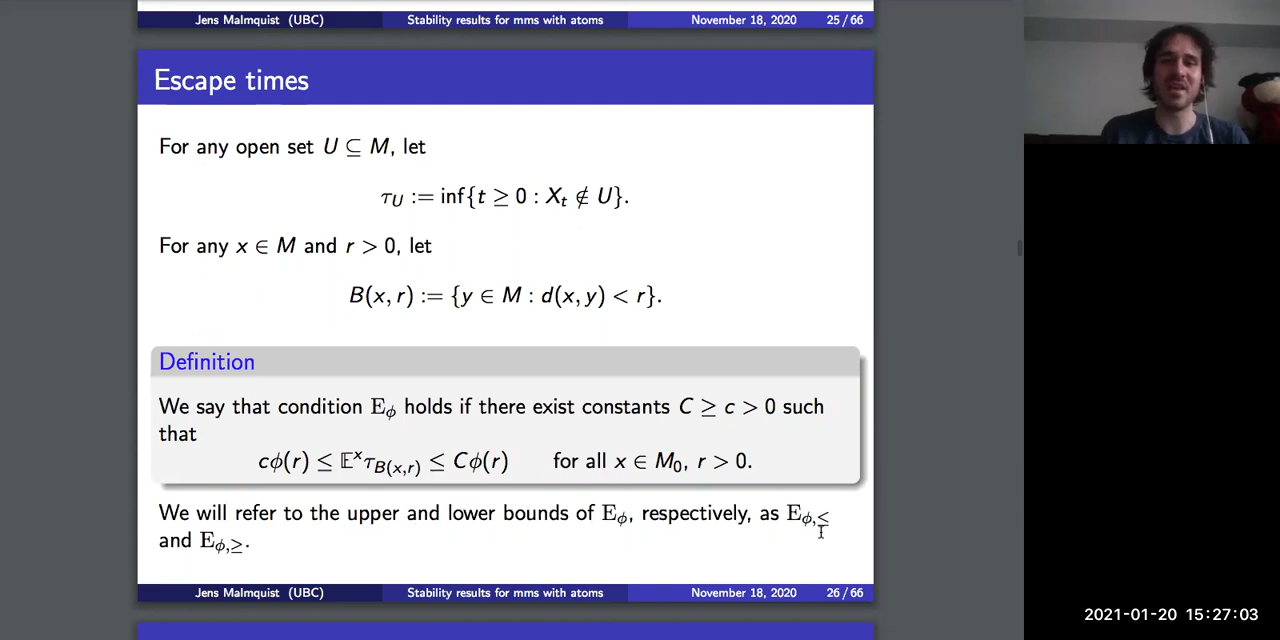 Jens Malmquist (UBC) Stability results for mms with atoms November 18, 2020 25 / 66
Escape times
For any open set U ⊆ M, let
τ_U := inf{t ≥ 0 : X_t ∉ U}.
For any x ∈ M and r > 0, let
B(x, r) := {y ∈ M : d(x, y) < r}.
Definition
We say that condition E_ϕ holds if there exist constants C ≥ c > 0 such
that
cϕ(r) ≤ 𝔼^x τ_{B(x,r)} ≤ Cϕ(r) for all x ∈ M_0, r > 0.
We will refer to the upper and lower bounds of E_ϕ, respectively, as E_{ϕ,≤}
and E_{ϕ,≥}.
Jens Malmquist (UBC) Stability results for mms with atoms November 18, 2020 26 / 66
2021-01-20 15:27:03